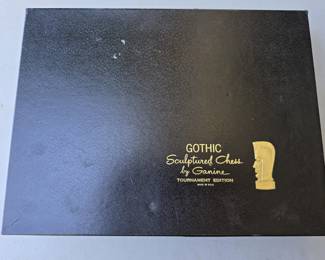 GOTHIC
Sculptured Chess
by Ganine
TOURNAMENT EDITION
MADE IN U.S.A.